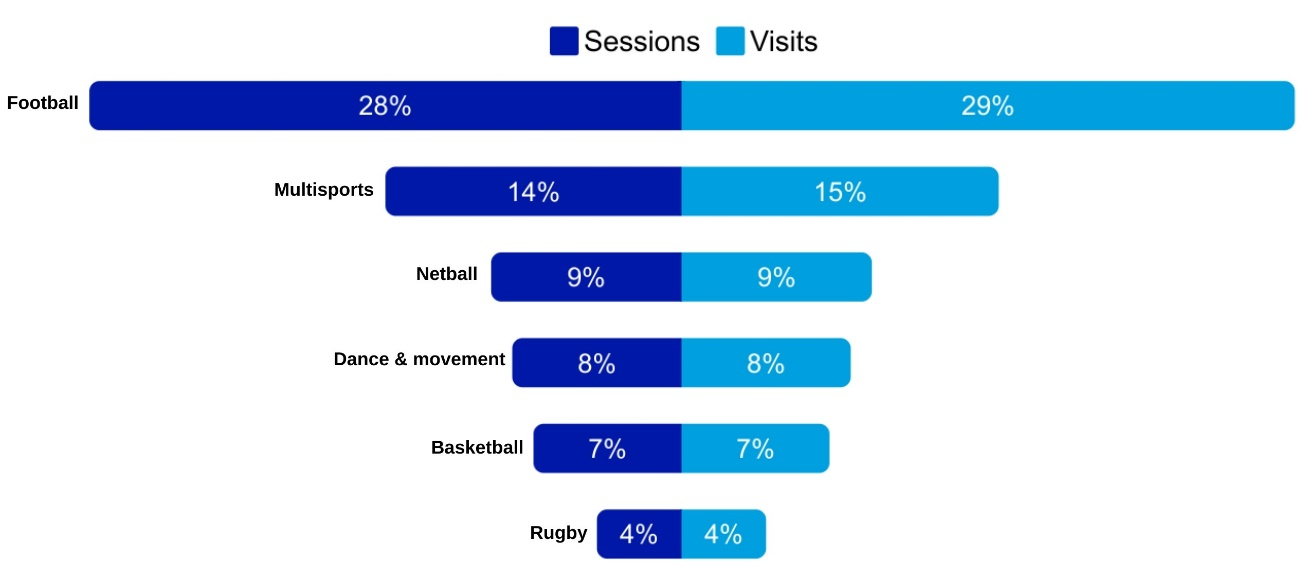 Sessions Visits
Football 28% 29%
Multisports 14% 15%
Netball 9% 9%
Dance & movement 8% 8%
Basketball 7% 7%
Rugby 4% 4%